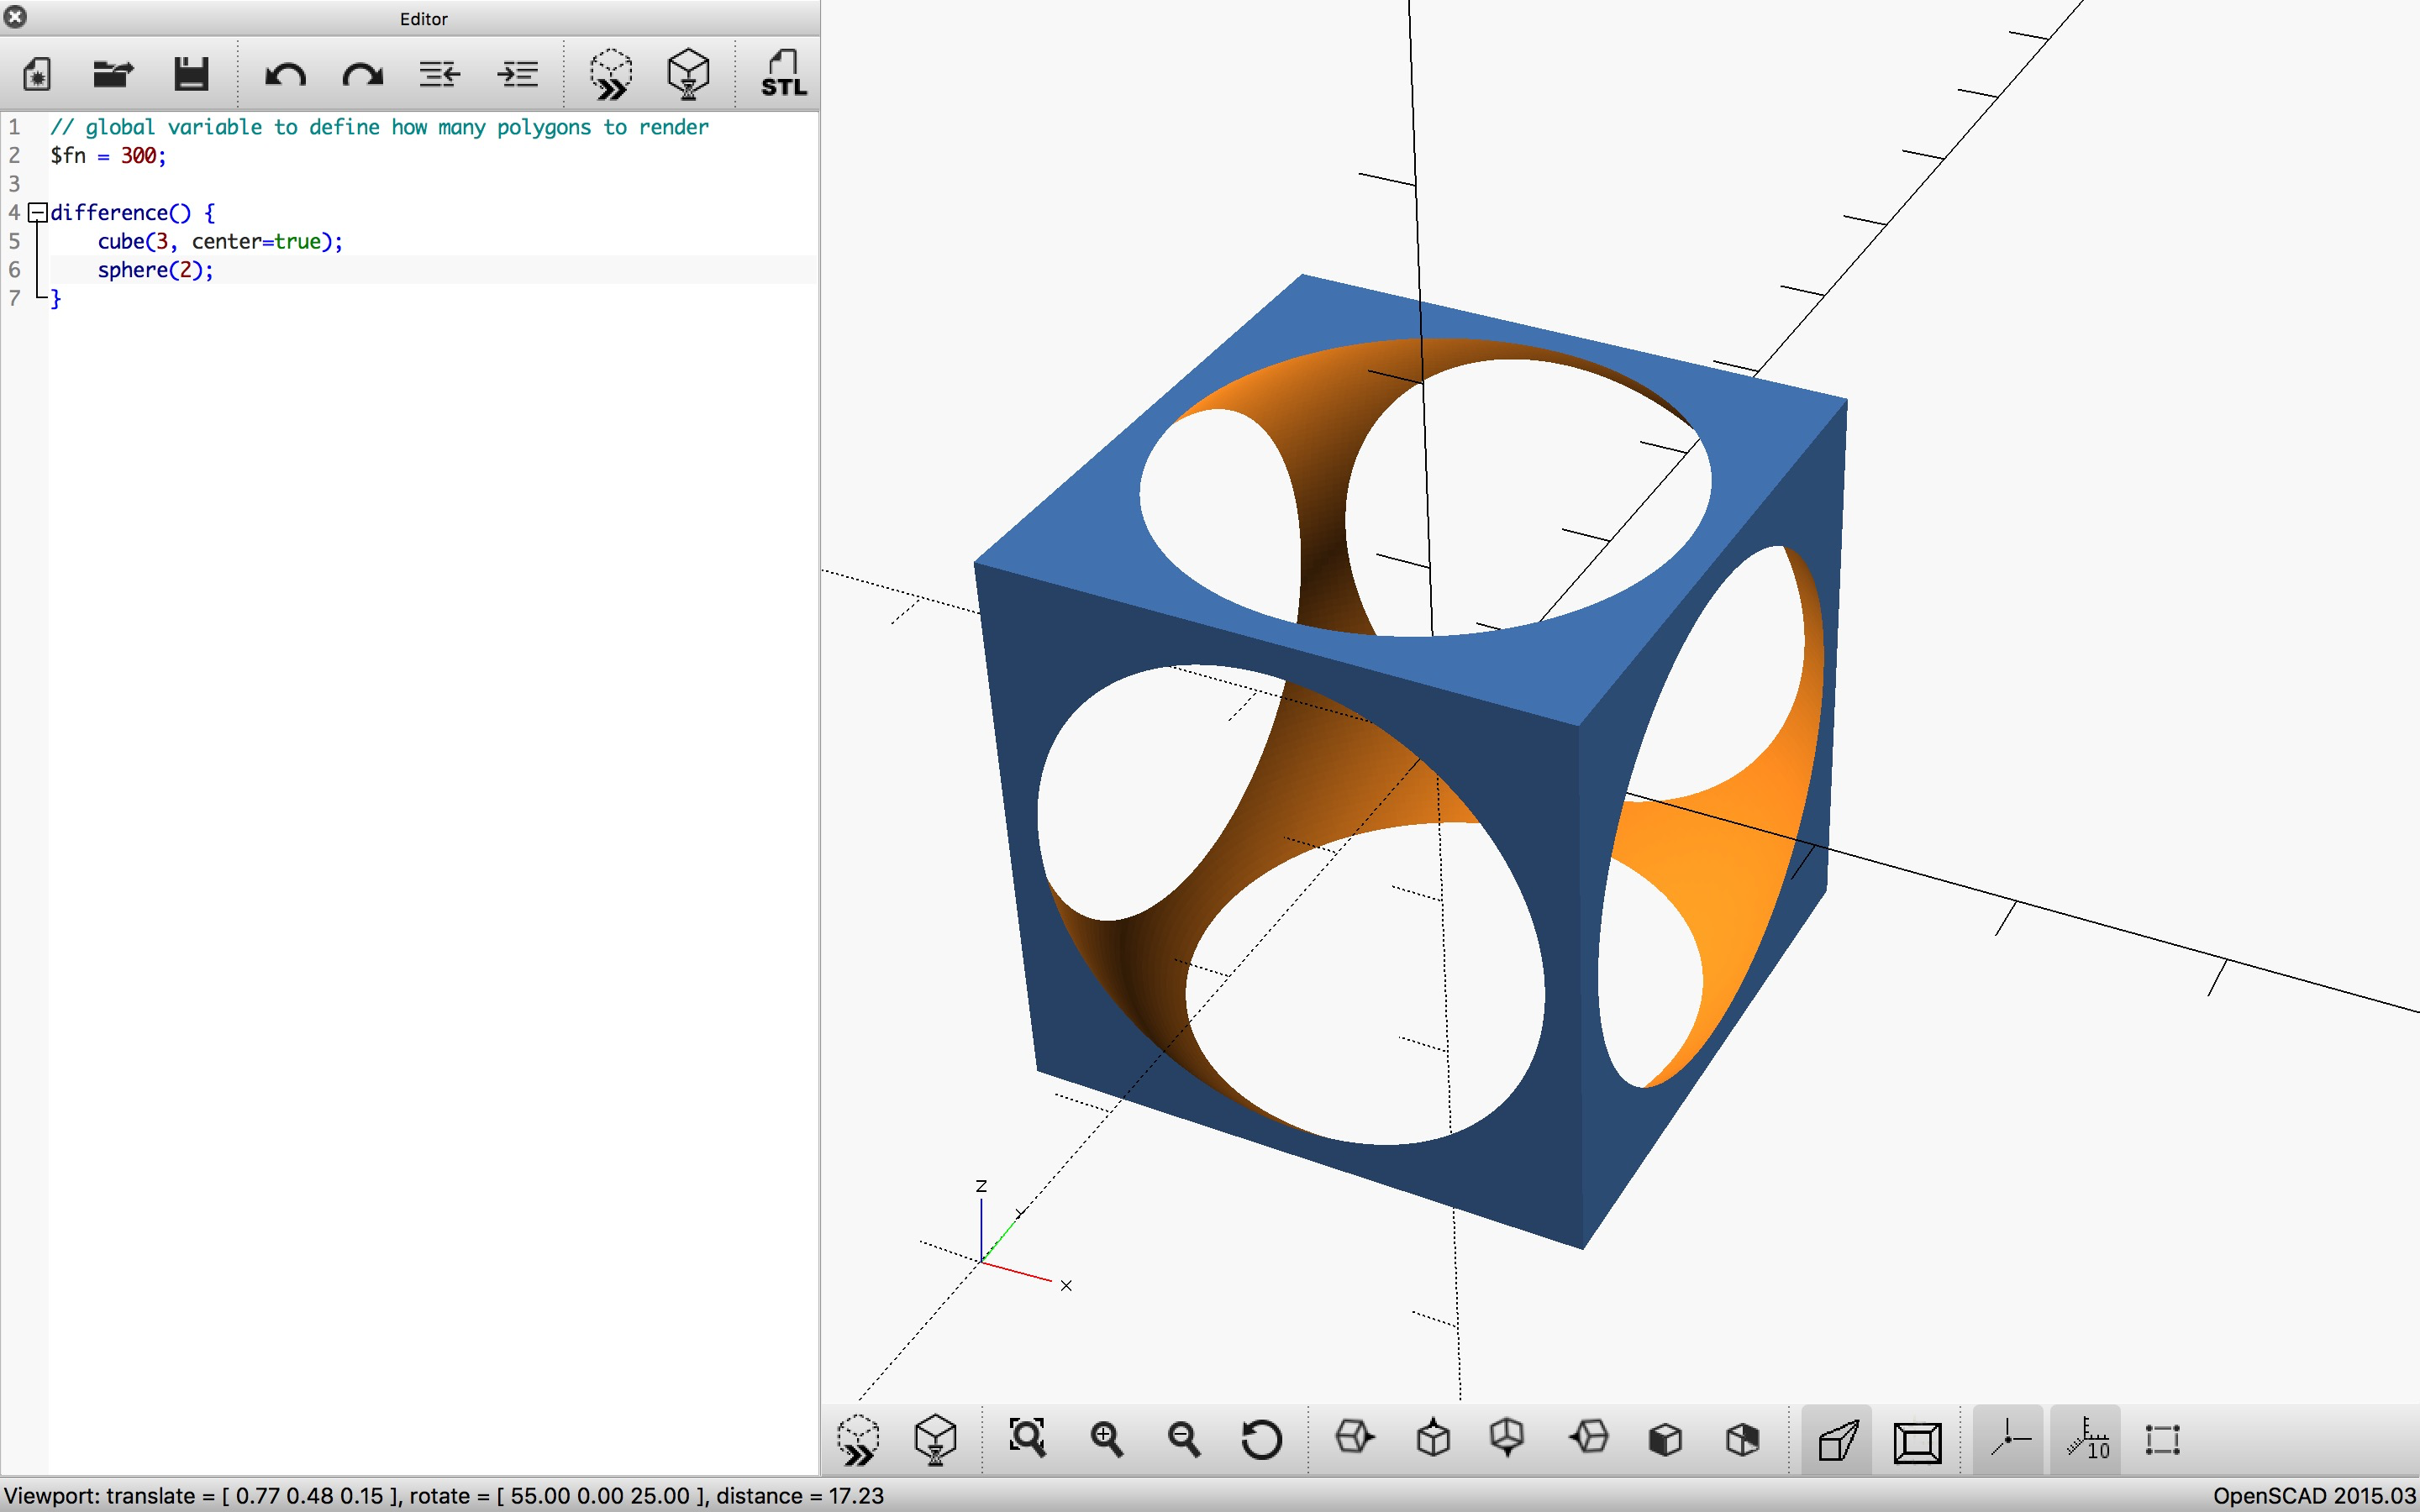 Editor
STL
1 // global variable to define how many polygons to render
2 $fn = 300;
3
4 difference() {
5 cube(3, center=true);
6 sphere(2);
7 }
Z
Y
X
10
Viewport: translate = [ 0.77 0.48 0.15 ], rotate = [ 55.00 0.00 25.00 ], distance = 17.23
OpenSCAD 2015.03